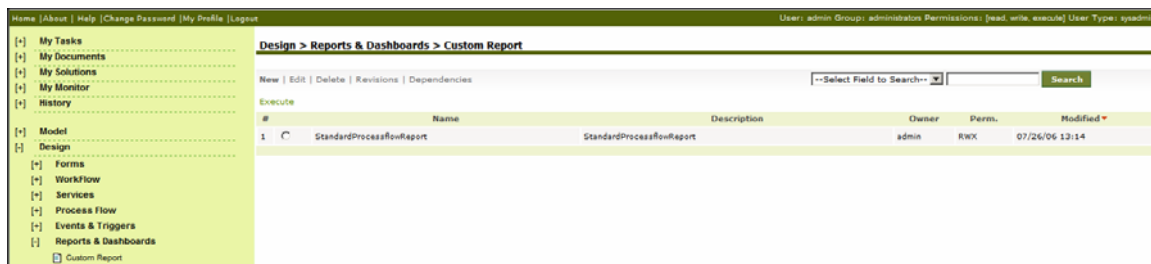 Home |About | Help |Change Password |My Profile |Logout
User: admin Group: administrators Permissions: [read, write, execute] User Type: sysadmi
[+] My Tasks
[+] My Documents
[+] My Solutions
[+] My Monitor
[+] History
[+] Model
[-] Design
[+] Forms
[+] WorkFlow
[+] Services
[+] Process Flow
[+] Events & Triggers
[-] Reports & Dashboards
Custom Report
Design > Reports & Dashboards > Custom Report
New | Edit | Delete | Revisions | Dependencies
--Select Field to Search-- Search
Execute
# Name Description Owner Perm. Modified
1 StandardProcessflowReport StandardProcessflowReport admin RWX 07/26/06 13:14